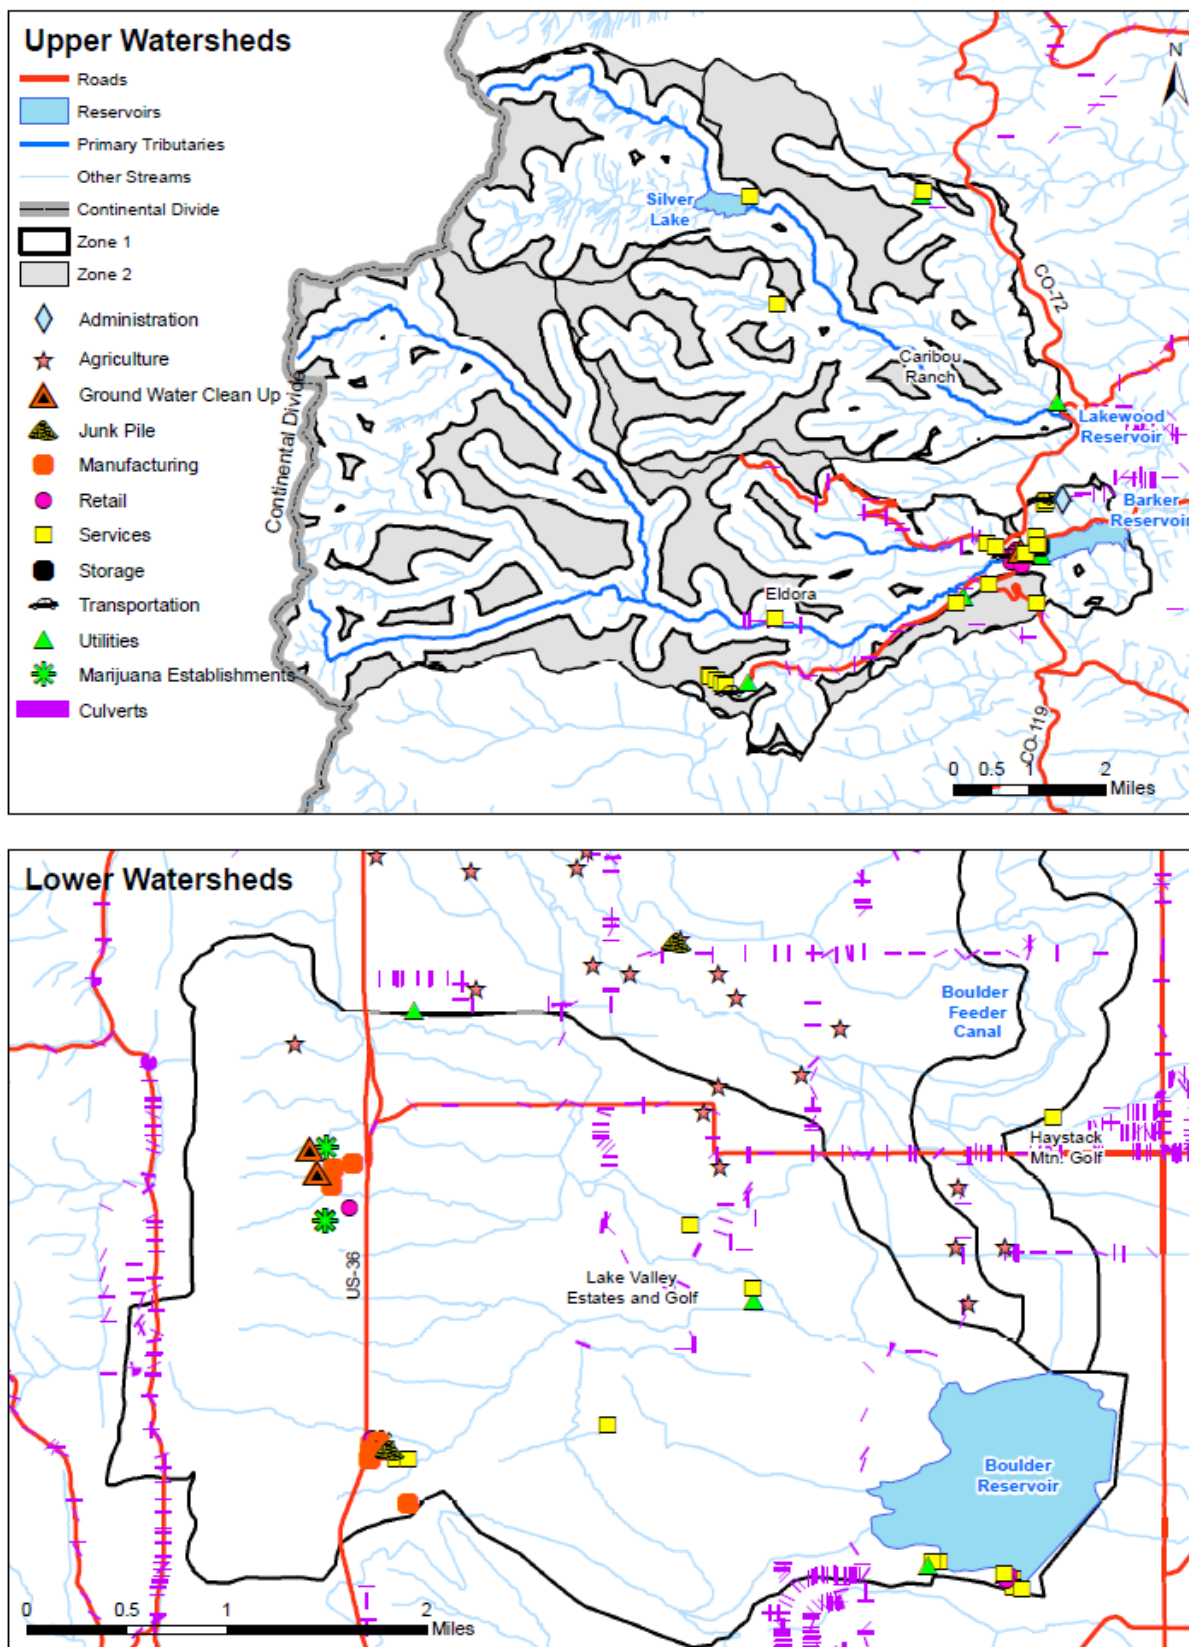 Upper Watersheds
Roads
Reservoirs
Primary Tributaries
Other Streams
Continental Divide
Zone 1
Zone 2
Administration
Agriculture
Ground Water Clean Up
Junk Pile
Manufacturing
Retail
Services
Storage
Transportation
Utilities
Marijuana Establishments
Culverts
Continental Divide
Silver
Lake
N
CO-72
Caribou
Ranch
Lakewood
Reservoir
Barker
Reservoir
Eldora
CO-119
0 0.5 1 2
Miles
Lower Watersheds
Boulder
Feeder
Canal
Haystack
Mtn. Golf
US-36
Lake Valley
Estates and Golf
Boulder
Reservoir
0 0.5 1 2
Miles